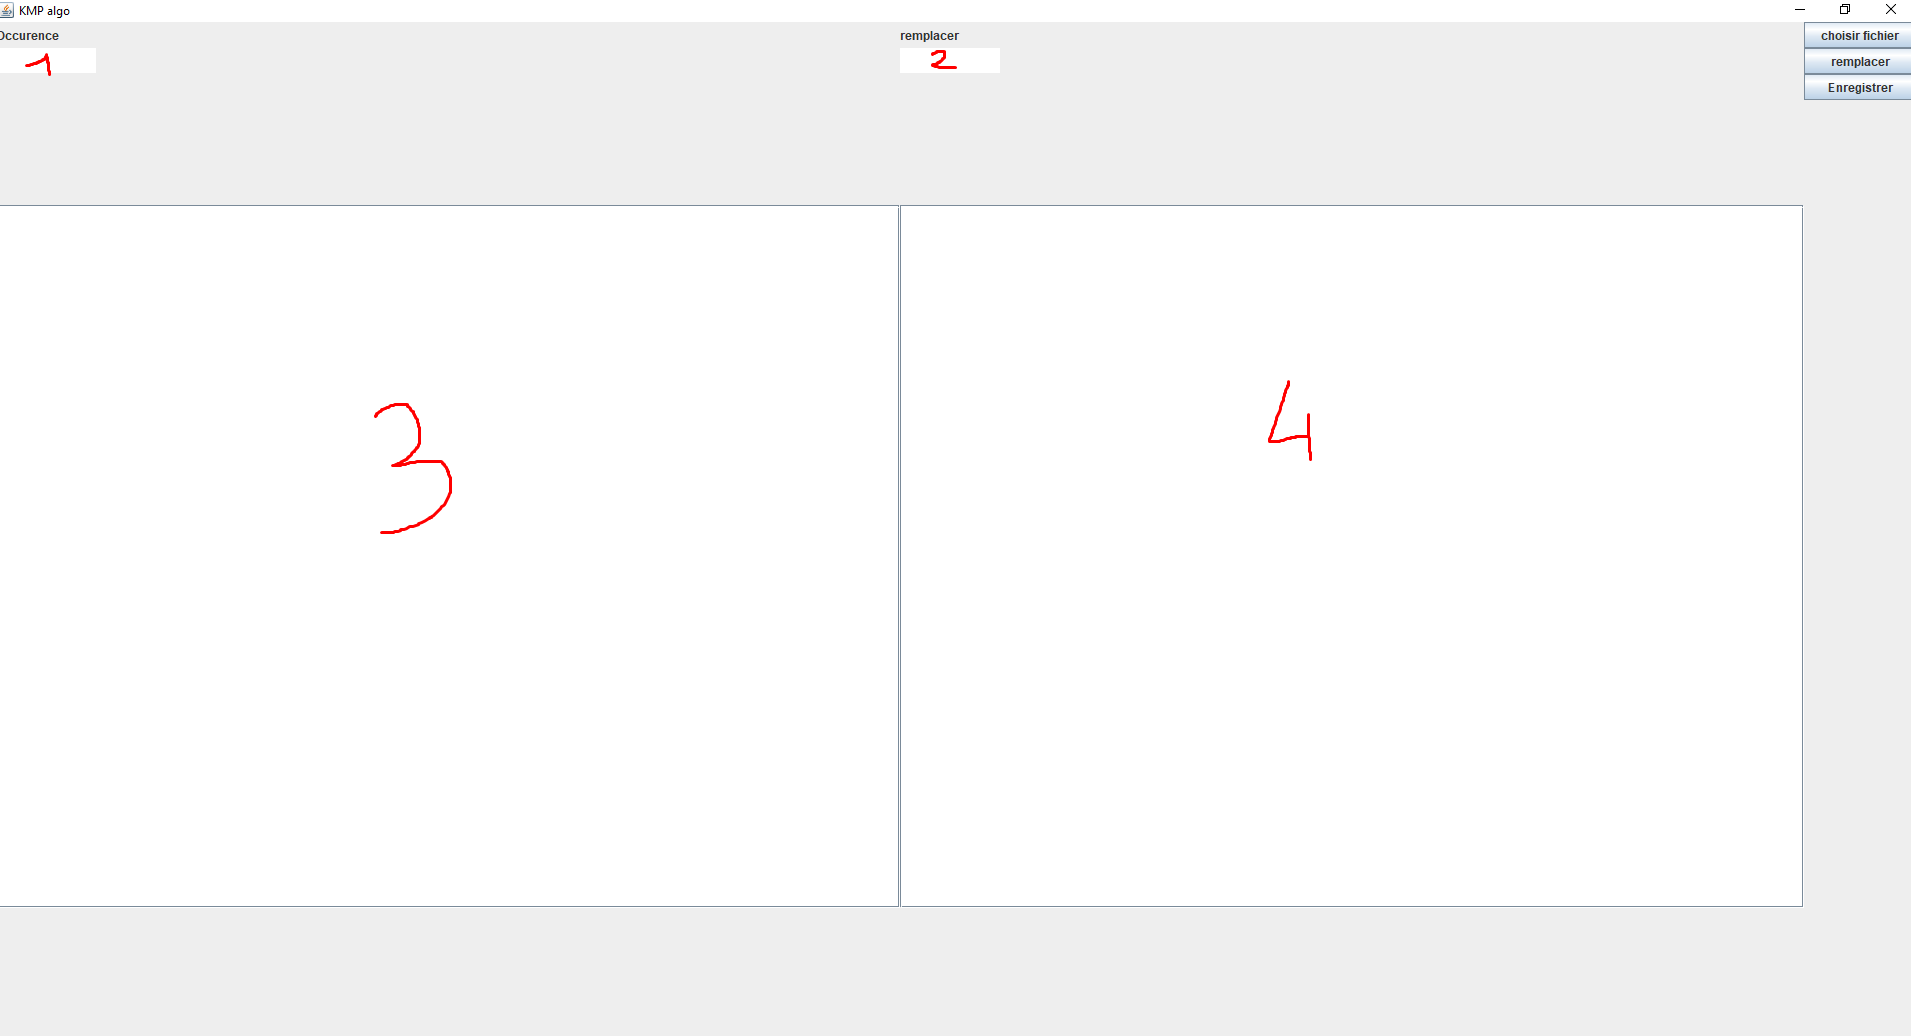 KMP algo
Occurence
remplacer
choisir fichier
1
2
remplacer
Enregistrer
3
4